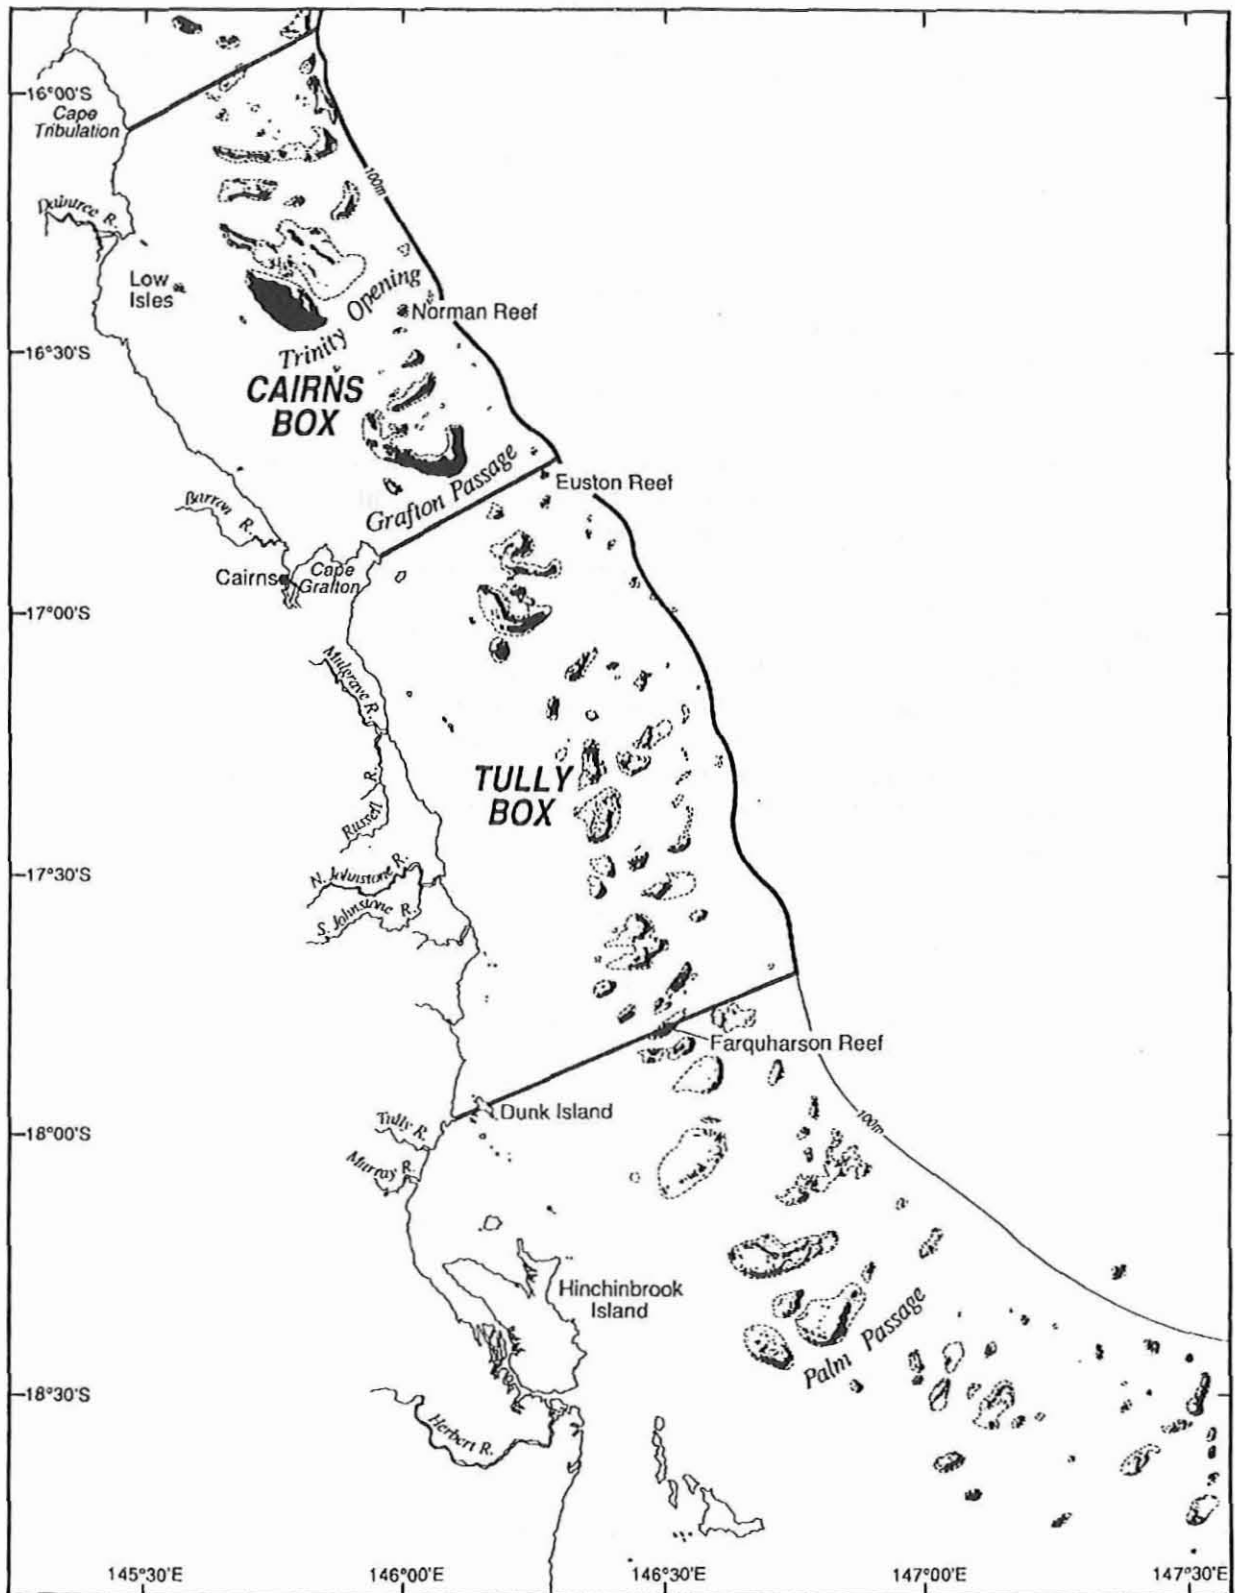 16°00'S
Cape
Tribulation
100m
Daintree R.
Low
Isles
Trinity Opening
Norman Reef
16°30'S
CAIRNS
BOX
Grafton Passage
Euston Reef
Barron R.
Cairns
Cape
Grafton
17°00'S
Mulgrave R.
TULLY
BOX
Russell R.
17°30'S
N. Johnstone R.
S. Johnstone R.
Farquharson Reef
Dunk Island
100m
Tully R.
18°00'S
Murray R.
Hinchinbrook
Island
Palm Passage
18°30'S
Herbert R.
145°30'E
146°00'E
146°30'E
147°00'E
147°30'E